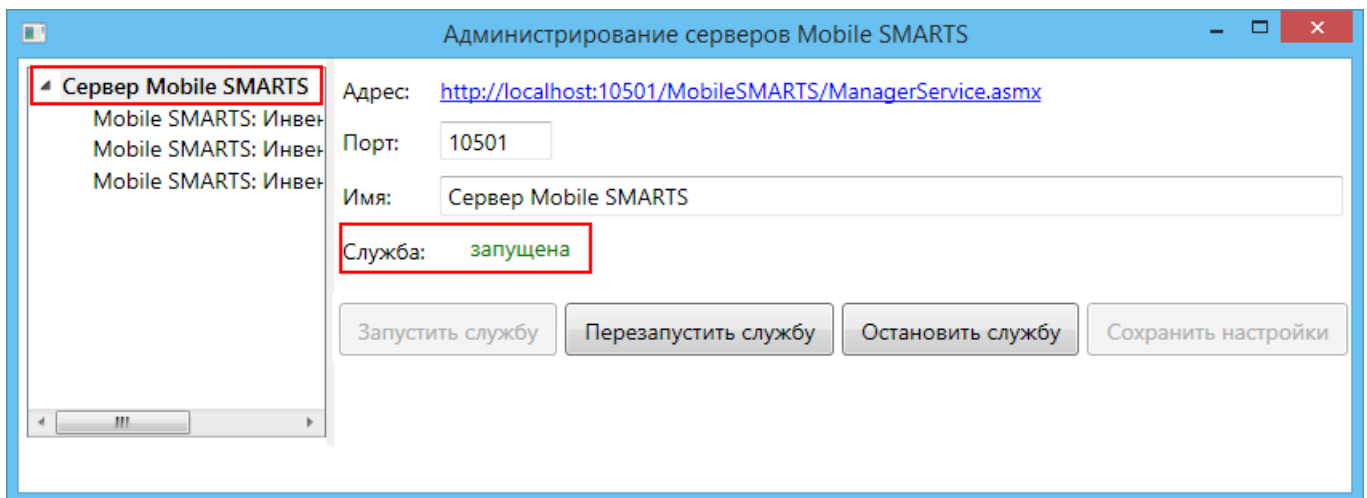 Администрирование серверов Mobile SMARTS
Сервер Mobile SMARTS
Mobile SMARTS: Инвен
Mobile SMARTS: Инвен
Mobile SMARTS: Инвен
Адрес: http://localhost:10501/MobileSMARTS/ManagerService.asmx
Порт: 10501
Имя: Сервер Mobile SMARTS
Служба: запущена
Запустить службу Перезапустить службу Остановить службу Сохранить настройки